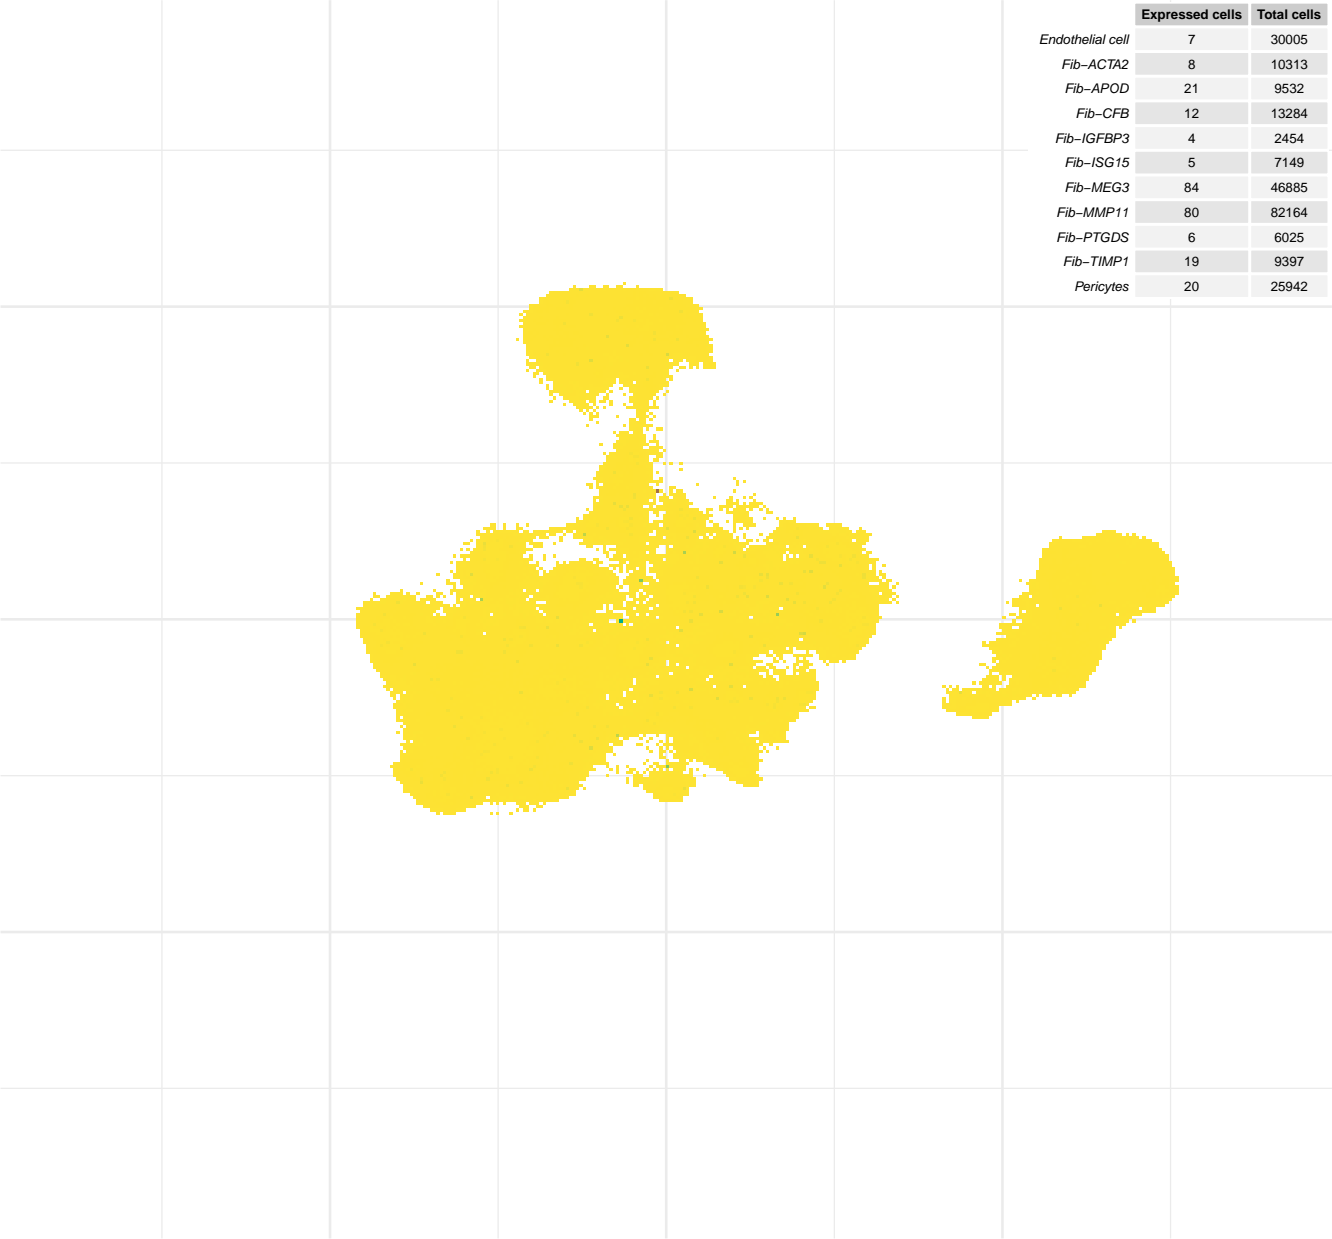 Expressed cells Total cells
Endothelial cell 7 30005
Fib−ACTA2 8 10313
Fib−APOD 21 9532
Fib−CFB 12 13284
Fib−IGFBP3 4 2454
Fib−ISG15 5 7149
Fib−MEG3 84 46885
Fib−MMP11 80 82164
Fib−PTGDS 6 6025
Fib−TIMP1 19 9397
Pericytes 20 25942